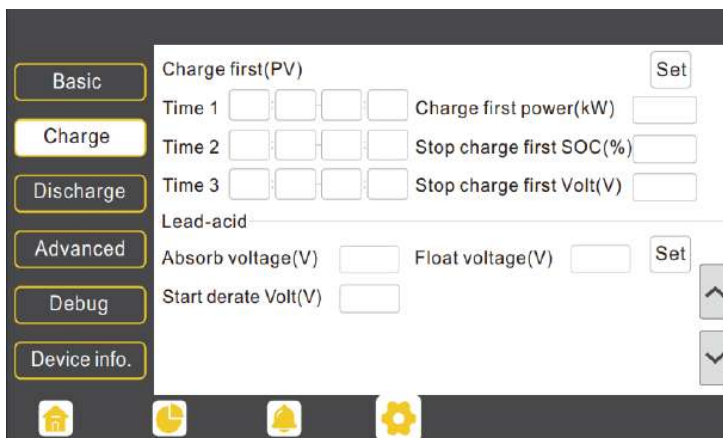 Basic
Charge
Discharge
Advanced
Debug
Device info.
Charge first(PV) Set
Time 1 : - : Charge first power(kW)
Time 2 : - : Stop charge first SOC(%)
Time 3 : - : Stop charge first Volt(V)
Lead-acid
Absorb voltage(V) Float voltage(V) Set
Start derate Volt(V)